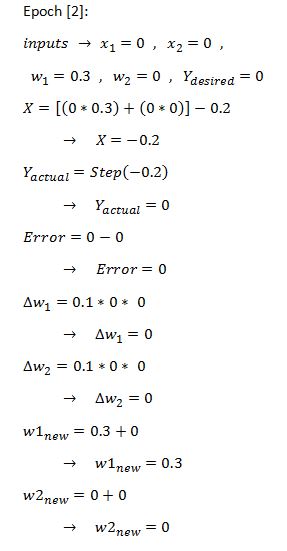 Epoch [2]:
inputs → x₁ = 0 , x₂ = 0 ,
w₁ = 0.3 , w₂ = 0 , Y_desired = 0
X = [(0 * 0.3) + (0 * 0)] − 0.2
→ X = −0.2
Y_actual = Step(−0.2)
→ Y_actual = 0
Error = 0 − 0
→ Error = 0
Δw₁ = 0.1 * 0 * 0
→ Δw₁ = 0
Δw₂ = 0.1 * 0 * 0
→ Δw₂ = 0
w1_new = 0.3 + 0
→ w1_new = 0.3
w2_new = 0 + 0
→ w2_new = 0